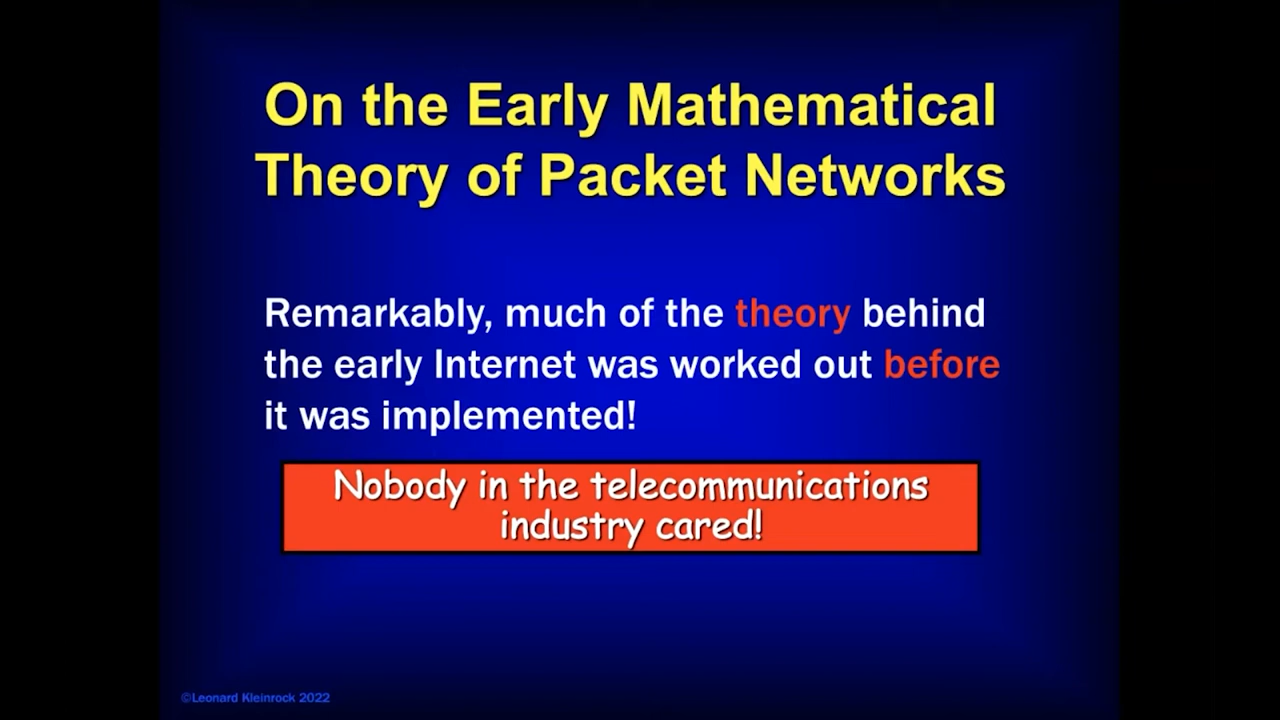 On the Early Mathematical
Theory of Packet Networks
Remarkably, much of the theory behind
the early Internet was worked out before
it was implemented!
Nobody in the telecommunications
industry cared!
©Leonard Kleinrock 2022